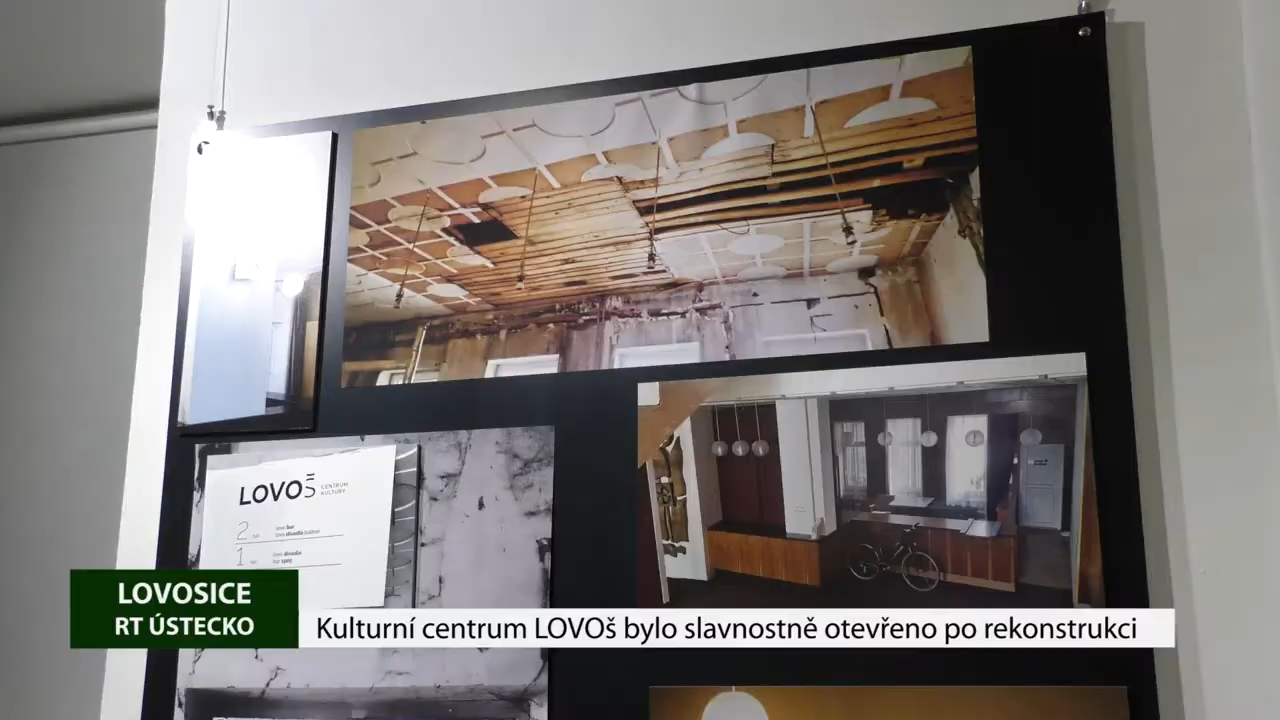 LOVOŠ CENTRUM
KULTURY
2
1
LOVOSICE
RT ÚSTECKO
Kulturní centrum LOVOš bylo slavnostně otevřeno po rekonstrukci